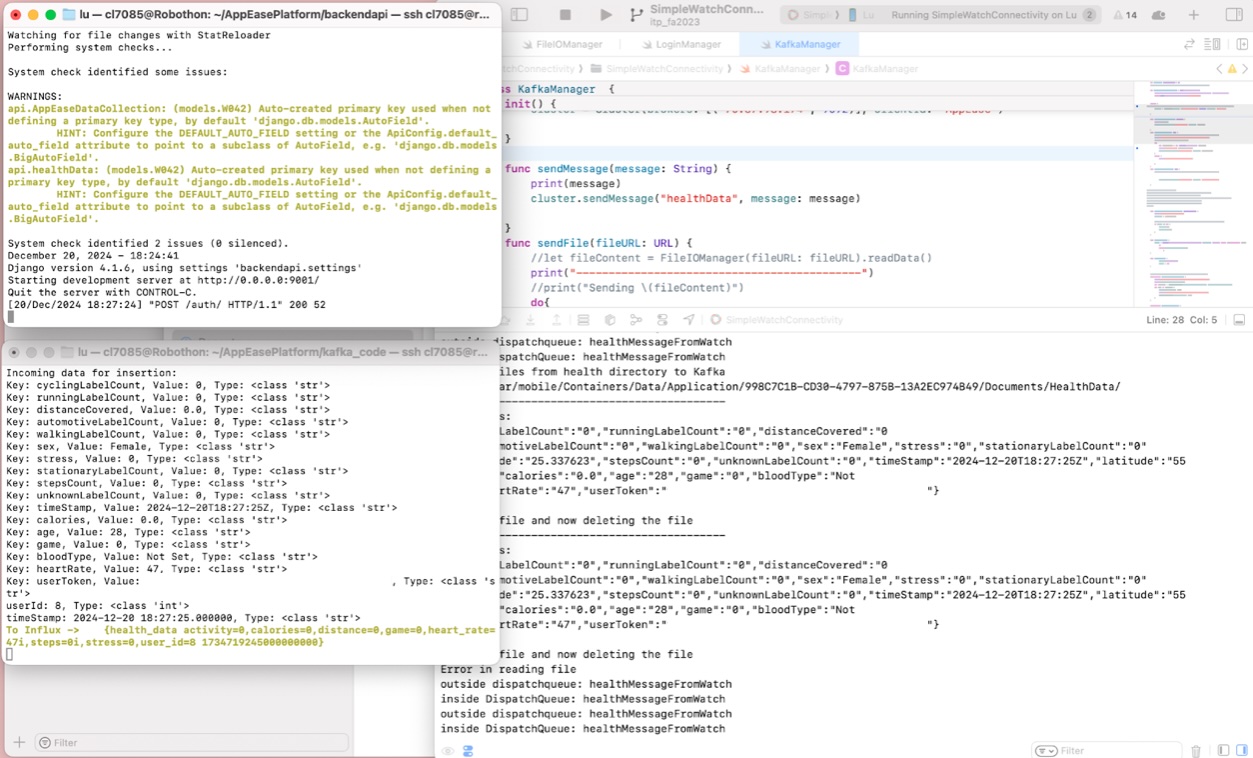 lu — cl7085@Robothon: ~/AppEasePlatform/backendapi — ssh cl7085@r...
Watching for file changes with StatReloader
Performing system checks...
System check identified some issues:
WARNINGS:
api.AppEaseDataCollection: (models.W042) Auto-created primary key used when not
defining a primary key type, by default 'django.db.models.AutoField'.
HINT: Configure the DEFAULT_AUTO_FIELD setting or the ApiConfig.default_
auto_field attribute to point to a subclass of AutoField, e.g. 'django.db.models
.BigAutoField'.
api.healthData: (models.W042) Auto-created primary key used when not defining a
primary key type, by default 'django.db.models.AutoField'.
HINT: Configure the DEFAULT_AUTO_FIELD setting or the ApiConfig.default_
auto_field attribute to point to a subclass of AutoField, e.g. 'django.db.models
.BigAutoField'.
System check identified 2 issues (0 silenced).
December 20, 2024 - 18:24:41
Django version 4.1.6, using settings 'backendapi.settings'
Starting development server at http://0.0.0.0:9001/
Quit the server with CONTROL-C.
[20/Dec/2024 18:27:24] "POST /auth/ HTTP/1.1" 200 52
lu — cl7085@Robothon: ~/AppEasePlatform/kafka_code — ssh cl7085@r...
Incoming data for insertion:
Key: cyclingLabelCount, Value: 0, Type: <class 'str'>
Key: runningLabelCount, Value: 0, Type: <class 'str'>
Key: distanceCovered, Value: 0.0, Type: <class 'str'>
Key: automotiveLabelCount, Value: 0, Type: <class 'str'>
Key: walkingLabelCount, Value: 0, Type: <class 'str'>
Key: sex, Value: Female, Type: <class 'str'>
Key: stress, Value: 0, Type: <class 'str'>
Key: stationaryLabelCount, Value: 0, Type: <class 'str'>
Key: stepsCount, Value: 0, Type: <class 'str'>
Key: unknownLabelCount, Value: 0, Type: <class 'str'>
Key: timeStamp, Value: 2024-12-20T18:27:25Z, Type: <class 'str'>
Key: calories, Value: 0.0, Type: <class 'str'>
Key: age, Value: 28, Type: <class 'str'>
Key: game, Value: 0, Type: <class 'str'>
Key: bloodType, Value: Not Set, Type: <class 'str'>
Key: heartRate, Value: 47, Type: <class 'str'>
Key: userToken, Value: , Type: <class 's
tr'>
userId: 8, Type: <class 'int'>
timeStamp: 2024-12-20 18:27:25.000000, Type: <class 'str'>
To Influx -> {health_data activity=0,calories=0,distance=0,game=0,heart_rate=
47i,steps=0i,stress=0,user_id=8 1734719245000000000}
Filter
SimpleWatchConn...
itp_fa2023
Simpl
Lu
Running SimpleWatchConnectivity on Lu
2
14
FileIOManager
LoginManager
KafkaManager
tchConnectivity
SimpleWatchConnectivity
KafkaManager
C KafkaManager
ss KafkaManager {
init() {
}
func sendMessage(message: String) {
print(message)
cluster.sendMessage("healthData", message: message)
}
func sendFile(fileURL: URL) {
//let fileContent = FileIOManager(fileURL: fileURL).readData()
print("-----------------------------------------")
//print("Sending \(fileContent)")
do{
SimpleWatchConnectivity
Line: 28 Col: 5
outside dispatchqueue: healthMessageFromWatch
spatchQueue: healthMessageFromWatch
iles from health directory to Kafka
ar/mobile/Containers/Data/Application/998C7C1B-CD30-4797-875B-13A2EC974B49/Documents/HealthData/
--------------------------------
s:
LabelCount":"0","runningLabelCount":"0","distanceCovered":"0
motiveLabelCount":"0","walkingLabelCount":"0","sex":"Female","stress":"0","stationaryLabelCount":"0"
de":"25.337623","stepsCount":"0","unknownLabelCount":"0","timeStamp":"2024-12-20T18:27:25Z","latitude":"55
"calories":"0.0","age":"28","game":"0","bloodType":"Not
rtRate":"47","userToken":" "}
file and now deleting the file
--------------------------------
s:
LabelCount":"0","runningLabelCount":"0","distanceCovered":"0
motiveLabelCount":"0","walkingLabelCount":"0","sex":"Female","stress":"0","stationaryLabelCount":"0"
de":"25.337623","stepsCount":"0","unknownLabelCount":"0","timeStamp":"2024-12-20T18:27:25Z","latitude":"55
"calories":"0.0","age":"28","game":"0","bloodType":"Not
rtRate":"47","userToken":" "}
file and now deleting the file
Error in reading file
outside dispatchqueue: healthMessageFromWatch
inside DispatchQueue: healthMessageFromWatch
outside dispatchqueue: healthMessageFromWatch
inside DispatchQueue: healthMessageFromWatch
Filter